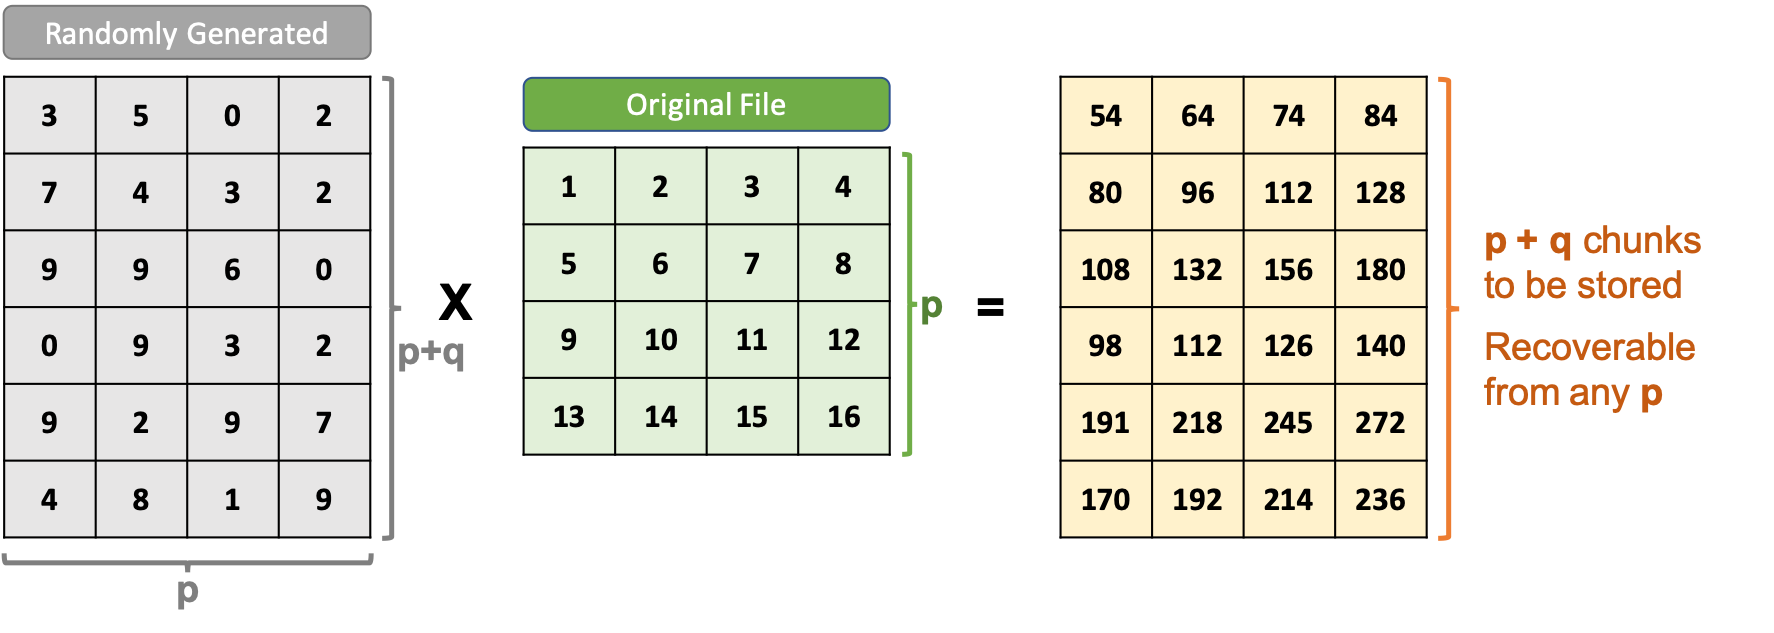 Randomly Generated
3 5 0 2
7 4 3 2
9 9 6 0
0 9 3 2
9 2 9 7
4 8 1 9
p+q
p
X
Original File
1 2 3 4
5 6 7 8
9 10 11 12
13 14 15 16
p
=
54 64 74 84
80 96 112 128
108 132 156 180
98 112 126 140
191 218 245 272
170 192 214 236
p + q chunks
to be stored
Recoverable
from any p